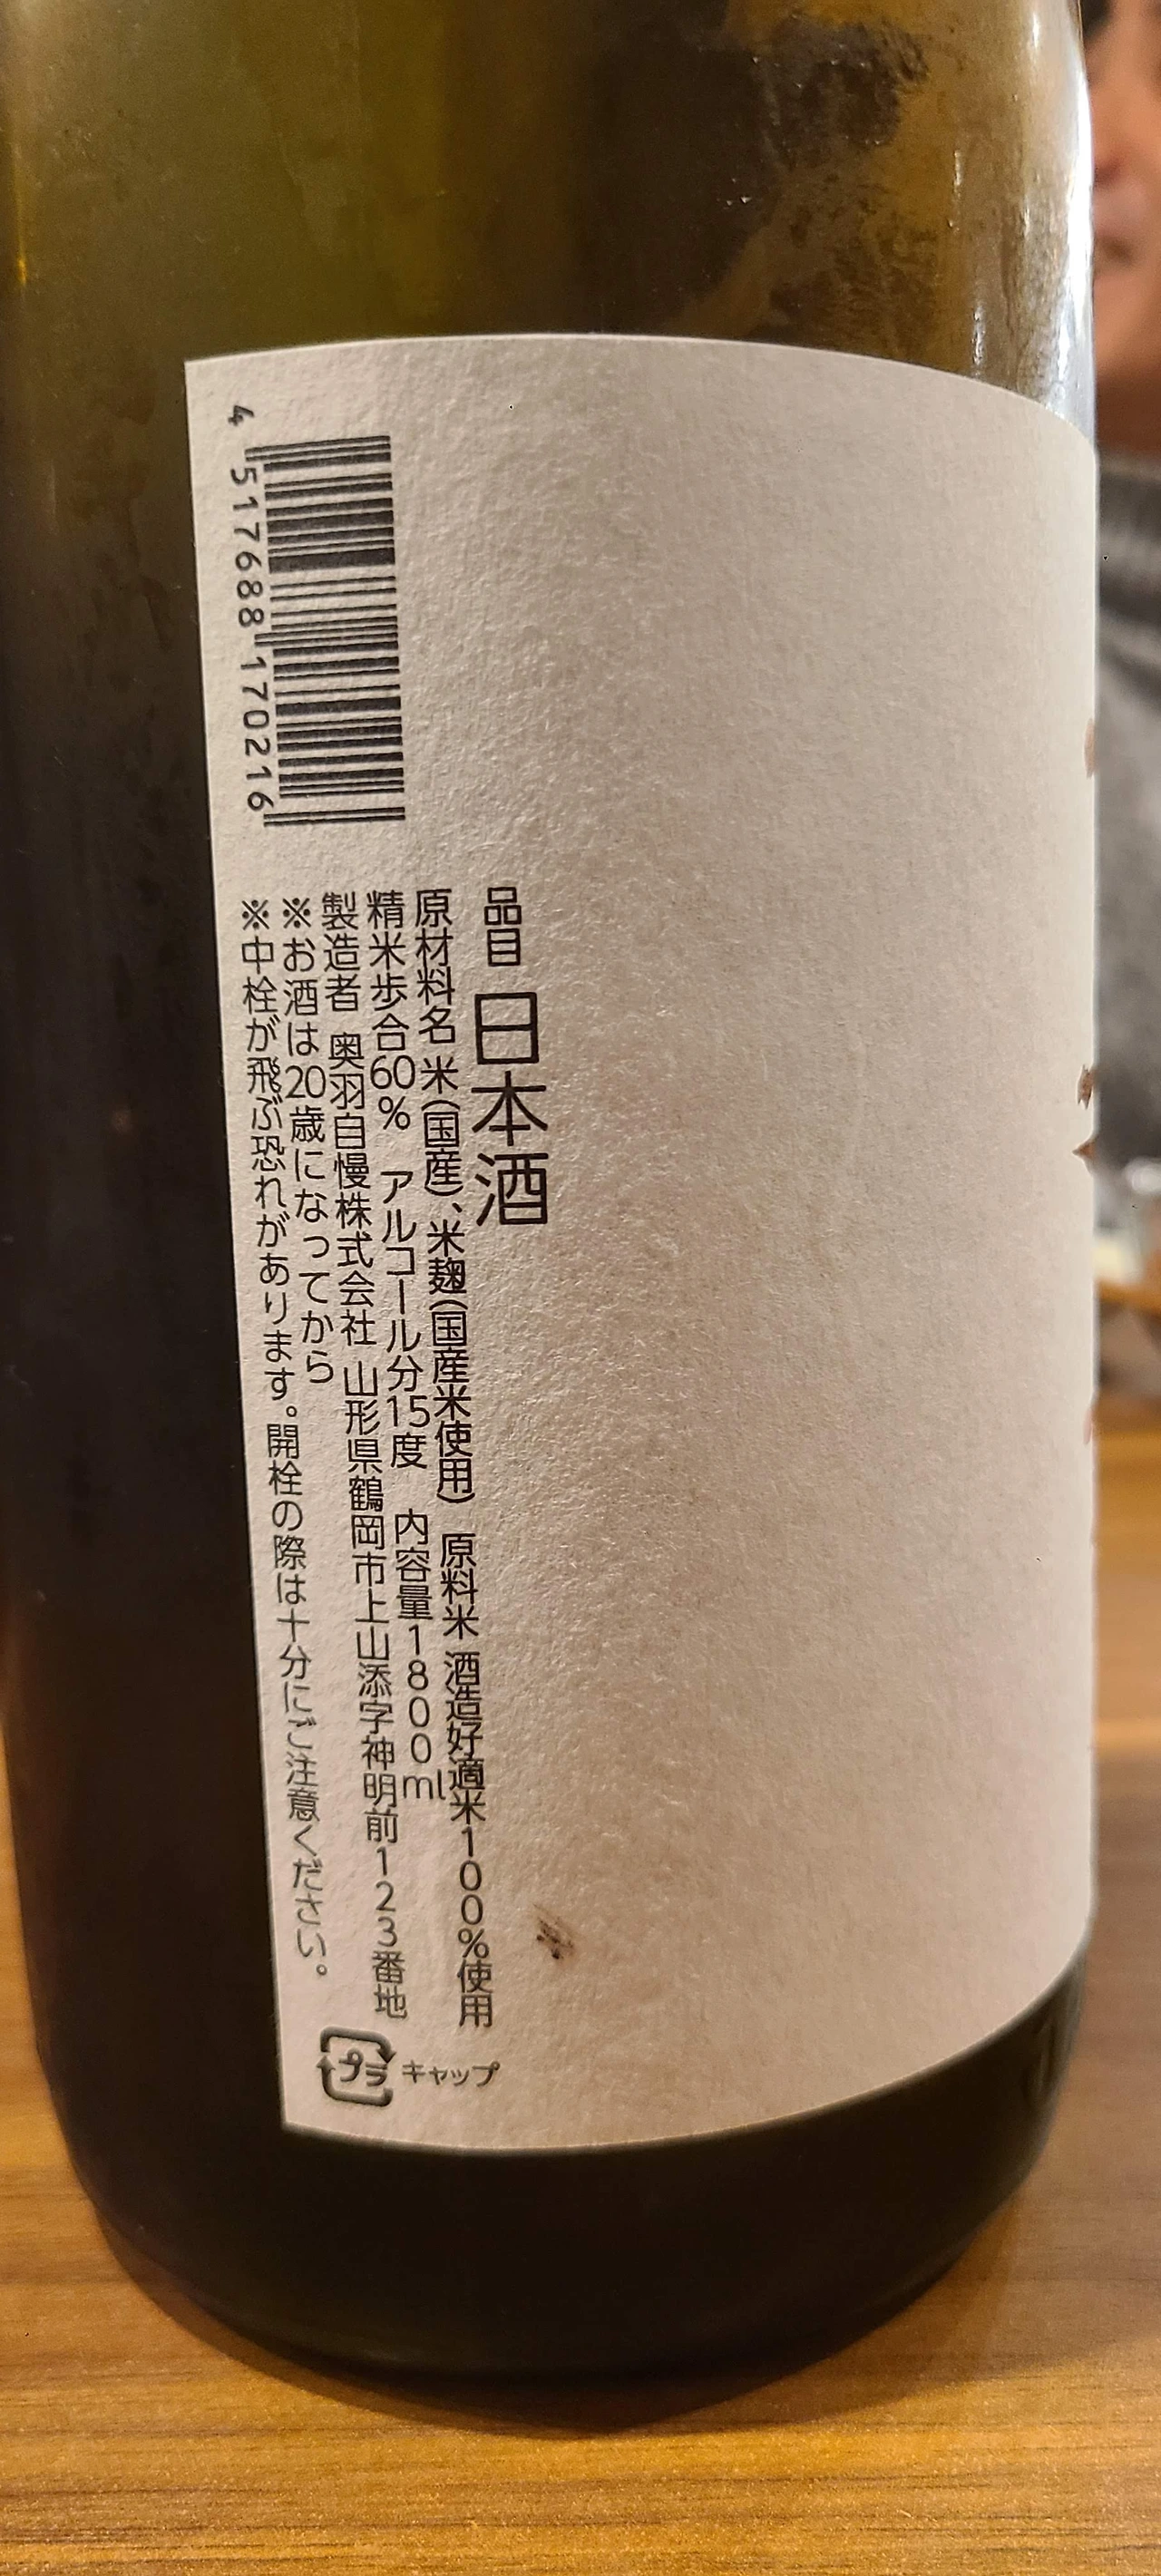 品目 日本酒
原材料名 米(国産)、米麹(国産米使用) 原料米 酒造好適米100%使用
精米歩合60% アルコール分15度 内容量1800ml
製造者 奥羽自慢株式会社 山形県鶴岡市上山添字神明前123番地
※お酒は20歳になってから
※中栓が飛ぶ恐れがあります。開栓の際は十分にご注意ください。
4 517688 170216
プラ キャップ